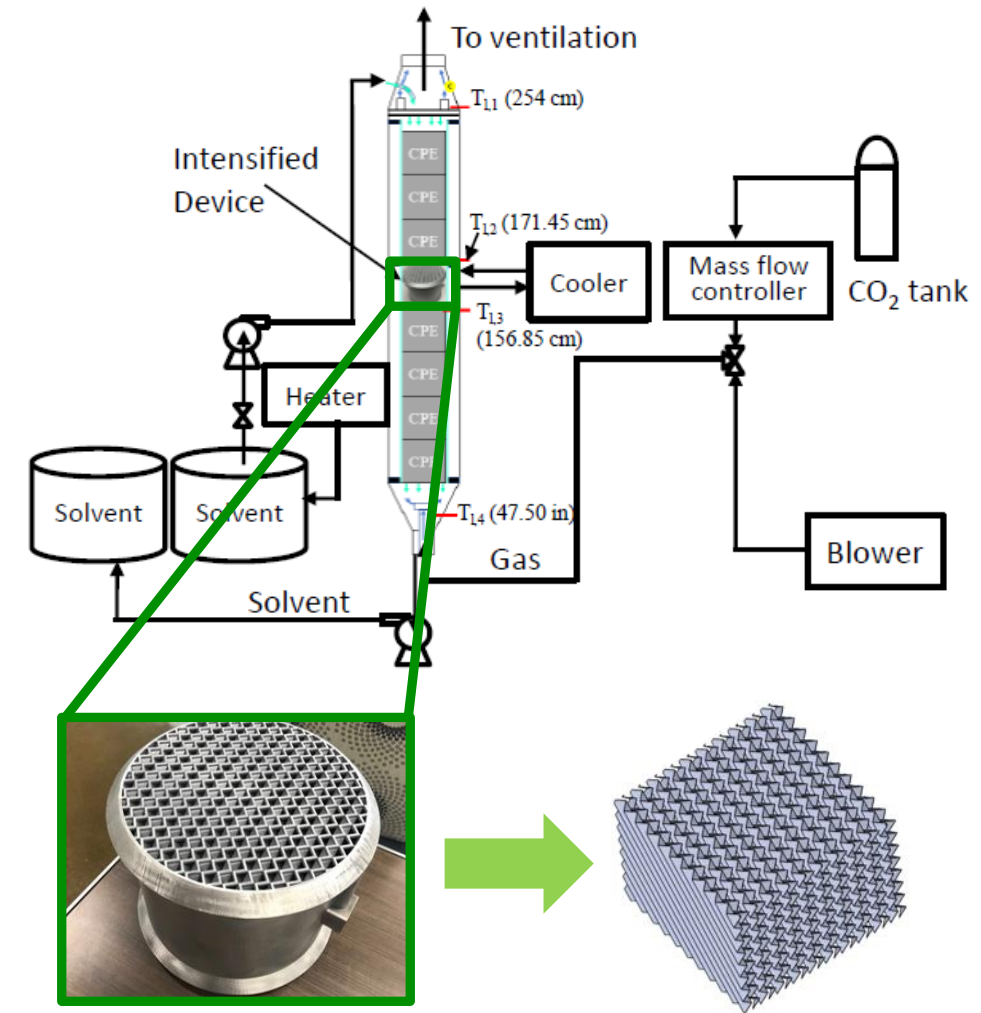 To ventilation
C
T1,1 (254 cm)
CPE
Intensified
Device
CPE
T1,2 (171.45 cm)
CPE
Cooler
Mass flow
controller
CO2 tank
T1,3
(156.85 cm)
CPE
CPE
Heater
CPE
CPE
Solvent
Solvent
T1,4 (47.50 in)
Gas
Blower
Solvent